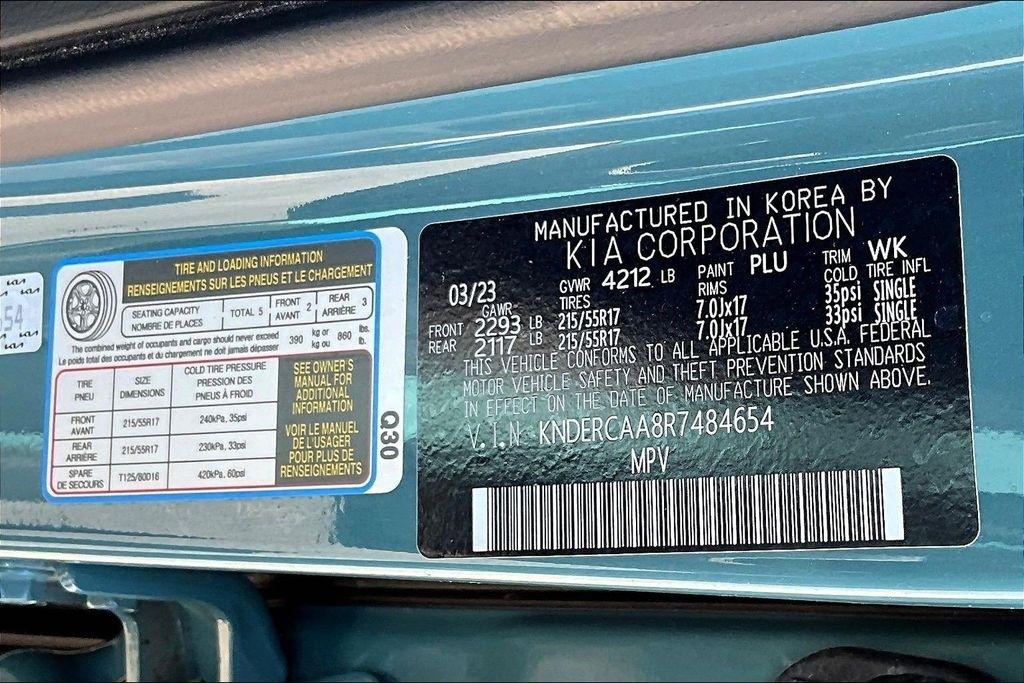 54
TIRE AND LOADING INFORMATION
RENSEIGNEMENTS SUR LES PNEUS ET LE CHARGEMENT
SEATING CAPACITY
NOMBRE DE PLACES
TOTAL 5
FRONT
AVANT
2
REAR
ARRIÈRE
3
The combined weight of occupants and cargo should never exceed
Le poids total des occupants et du chargement ne doit jamais dépasser
390
kg or
kg ou
860
lbs.
lb.
TIRE
PNEU
SIZE
DIMENSIONS
COLD TIRE PRESSURE
PRESSION DES
PNEUS À FROID
FRONT
AVANT
215/55R17
240kPa, 35psi
REAR
ARRIÈRE
215/55R17
230kPa, 33psi
SPARE
DE SECOURS
T125/80D16
420kPa, 60psi
SEE OWNER'S
MANUAL FOR
ADDITIONAL
INFORMATION
VOIR LE MANUEL
DE L'USAGER
POUR PLUS DE
RENSEIGNEMENTS
Q30
MANUFACTURED IN KOREA BY
KIA CORPORATION
03/23 GVWR 4212 LB PAINT PLU TRIM WK
GAWR TIRES RIMS COLD TIRE INFL
FRONT 2293 LB 215/55R17 7.0Jx17 35psi SINGLE
REAR 2117 LB 215/55R17 7.0Jx17 33psi SINGLE
THIS VEHICLE CONFORMS TO ALL APPLICABLE U.S.A. FEDERAL
MOTOR VEHICLE SAFETY AND THEFT PREVENTION STANDARDS
IN EFFECT ON THE DATE OF MANUFACTURE SHOWN ABOVE.
V.I.N. KNDERCAA8R7484654
MPV